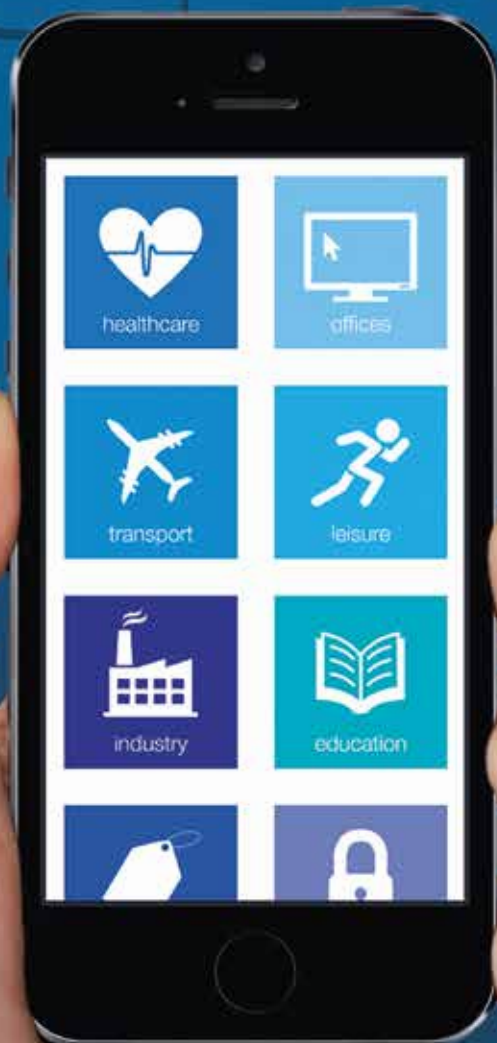 healthcare
offices
transport
leisure
industry
education